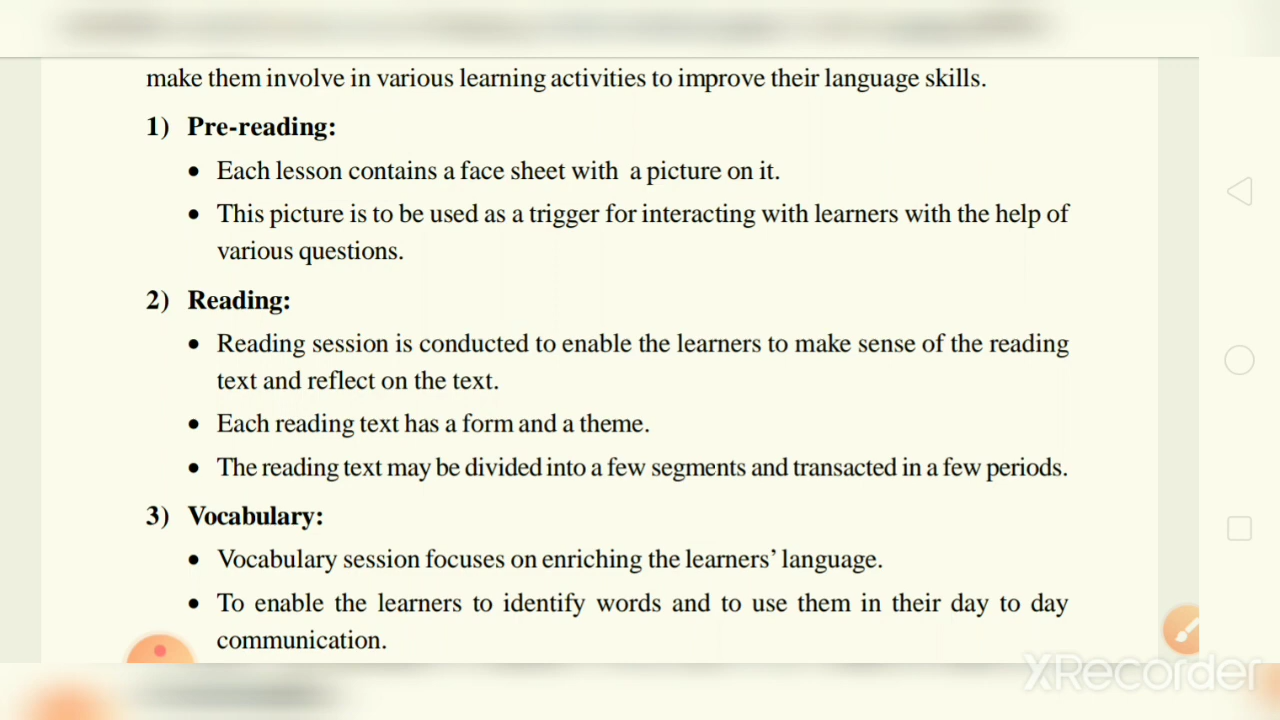 make them involve in various learning activities to improve their language skills.
1) Pre-reading:
• Each lesson contains a face sheet with a picture on it.
• This picture is to be used as a trigger for interacting with learners with the help of
various questions.
2) Reading:
• Reading session is conducted to enable the learners to make sense of the reading
text and reflect on the text.
• Each reading text has a form and a theme.
• The reading text may be divided into a few segments and transacted in a few periods.
3) Vocabulary:
• Vocabulary session focuses on enriching the learners' language.
• To enable the learners to identify words and to use them in their day to day
communication.
XRecorder